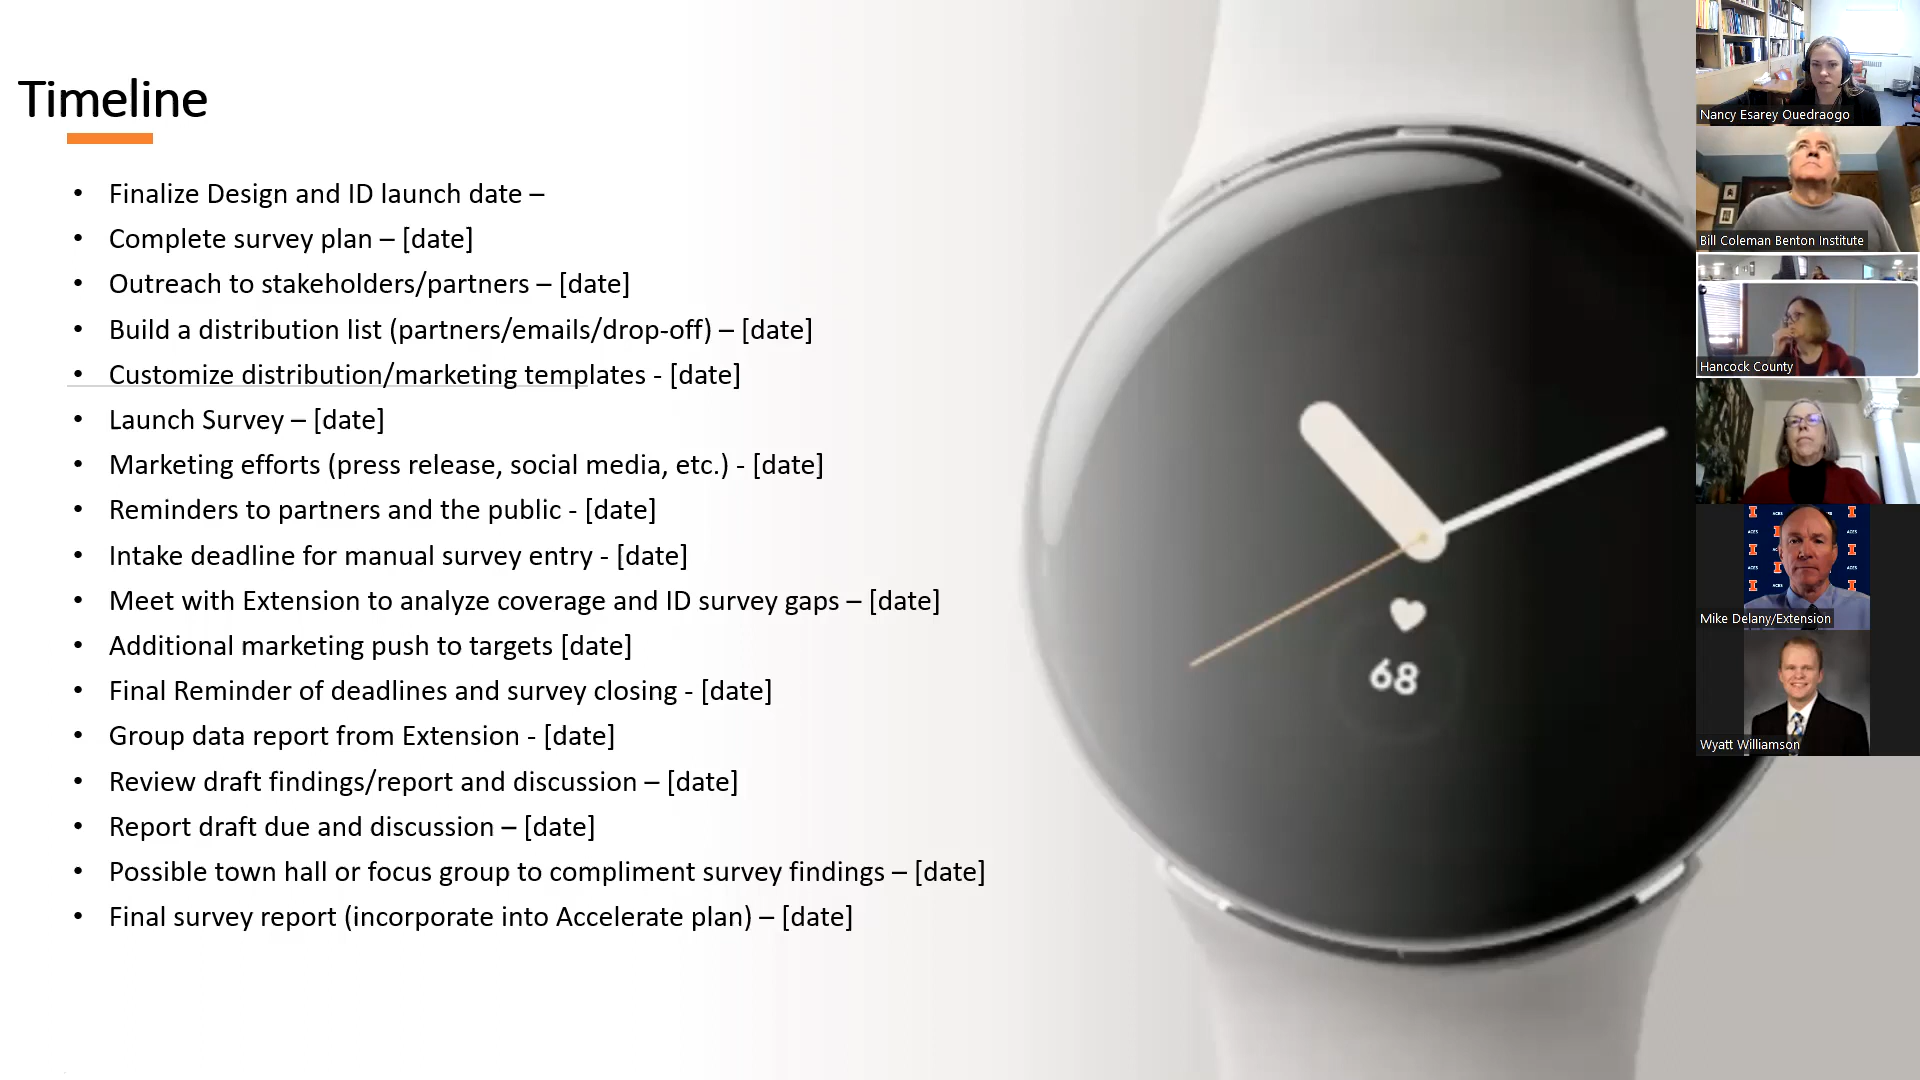 Timeline
• Finalize Design and ID launch date –
• Complete survey plan – [date]
• Outreach to stakeholders/partners – [date]
• Build a distribution list (partners/emails/drop-off) – [date]
• Customize distribution/marketing templates - [date]
• Launch Survey – [date]
• Marketing efforts (press release, social media, etc.) - [date]
• Reminders to partners and the public - [date]
• Intake deadline for manual survey entry - [date]
• Meet with Extension to analyze coverage and ID survey gaps – [date]
• Additional marketing push to targets [date]
• Final Reminder of deadlines and survey closing - [date]
• Group data report from Extension - [date]
• Review draft findings/report and discussion – [date]
• Report draft due and discussion – [date]
• Possible town hall or focus group to compliment survey findings – [date]
• Final survey report (incorporate into Accelerate plan) – [date]
68
Nancy Esarey Ouedraogo
Bill Coleman Benton Institute
Hancock County
Mike Delany/Extension
Wyatt Williamson